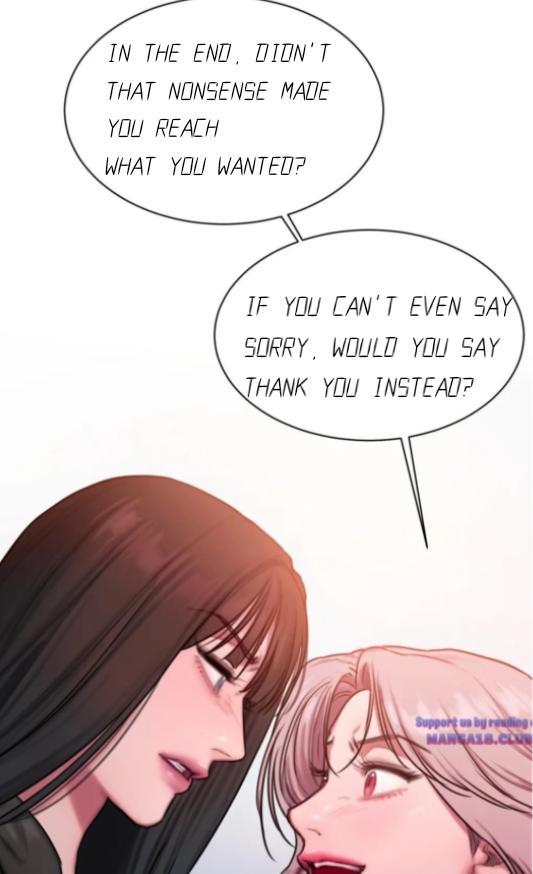 IN THE END, DIDN'T
THAT NONSENSE MADE
YOU REACH
WHAT YOU WANTED?
IF YOU CAN'T EVEN SAY
SORRY, WOULD YOU SAY
THANK YOU INSTEAD?
Support us by reading
MANGA18.CLUB